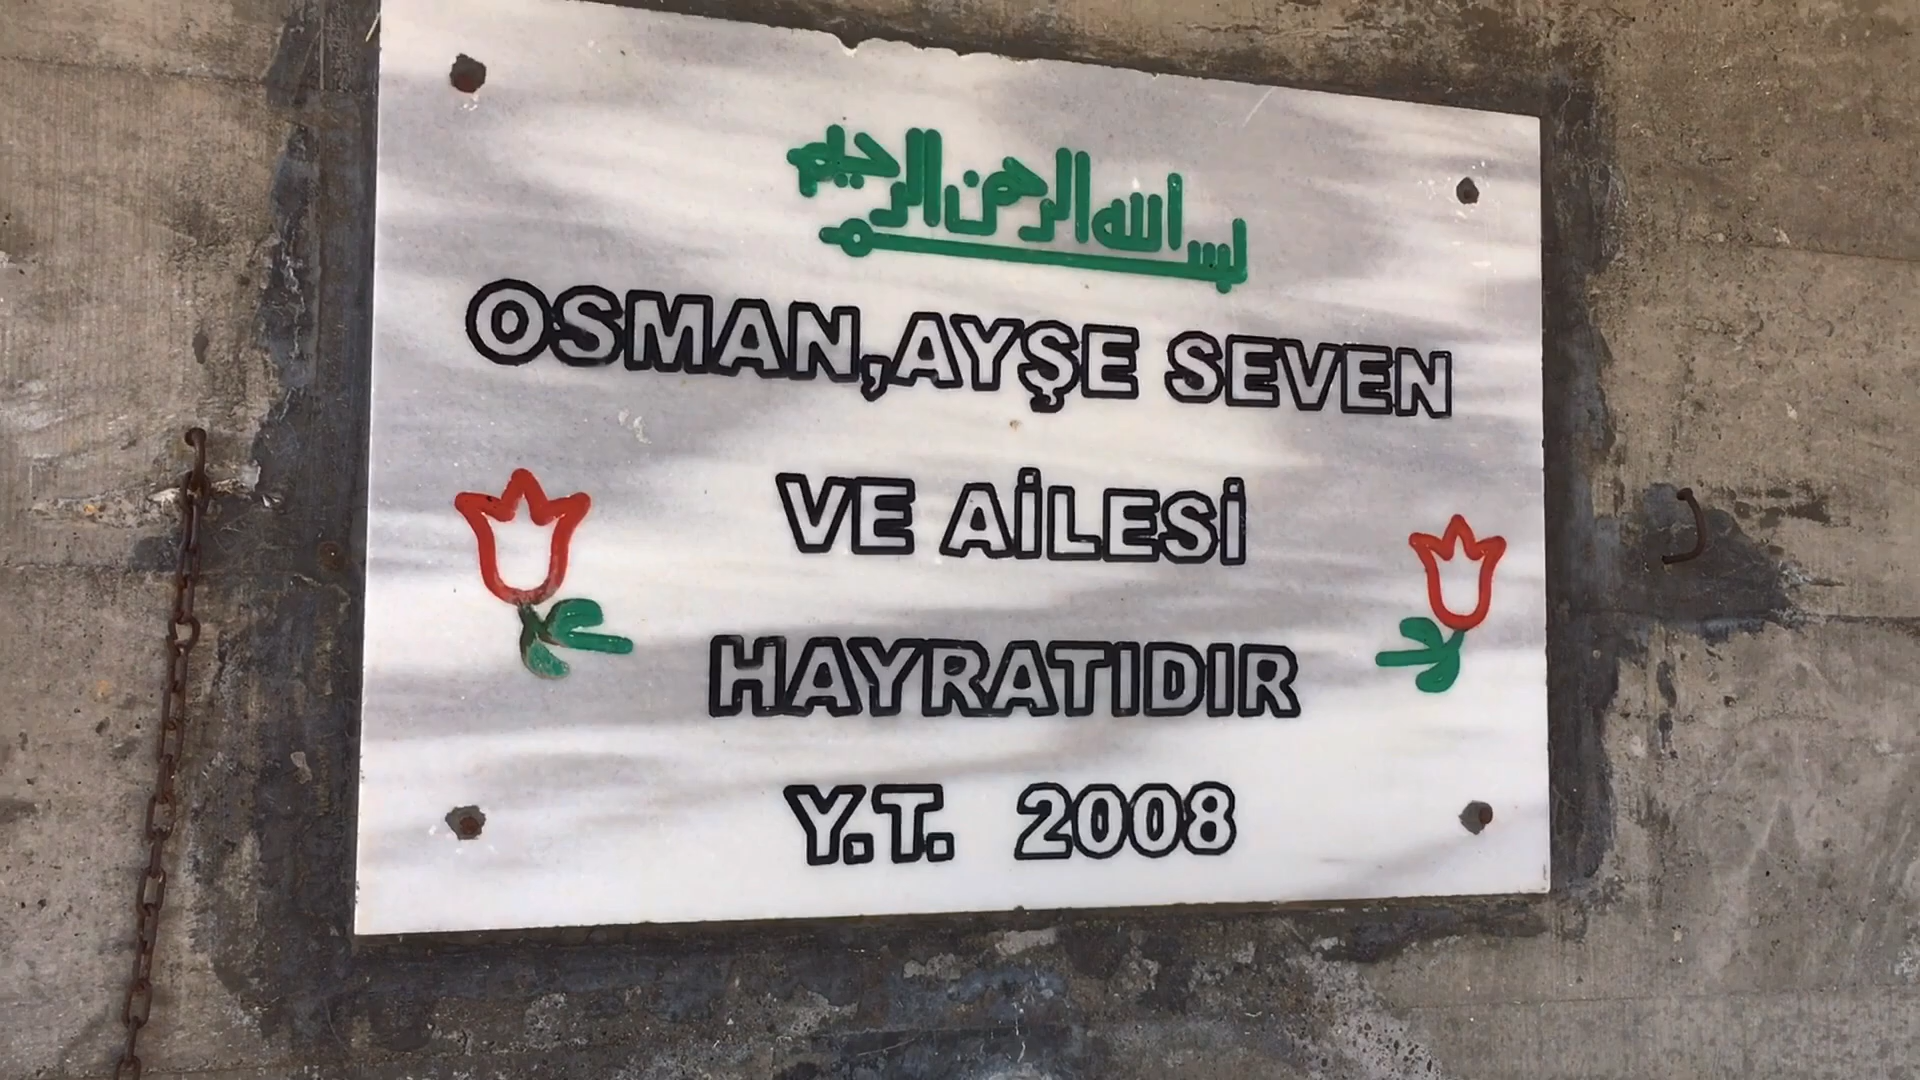 بسم الله الرحمن الرحيم
OSMAN,AYŞE SEVEN
VE AİLESİ
HAYRATIDIR
Y.T. 2008